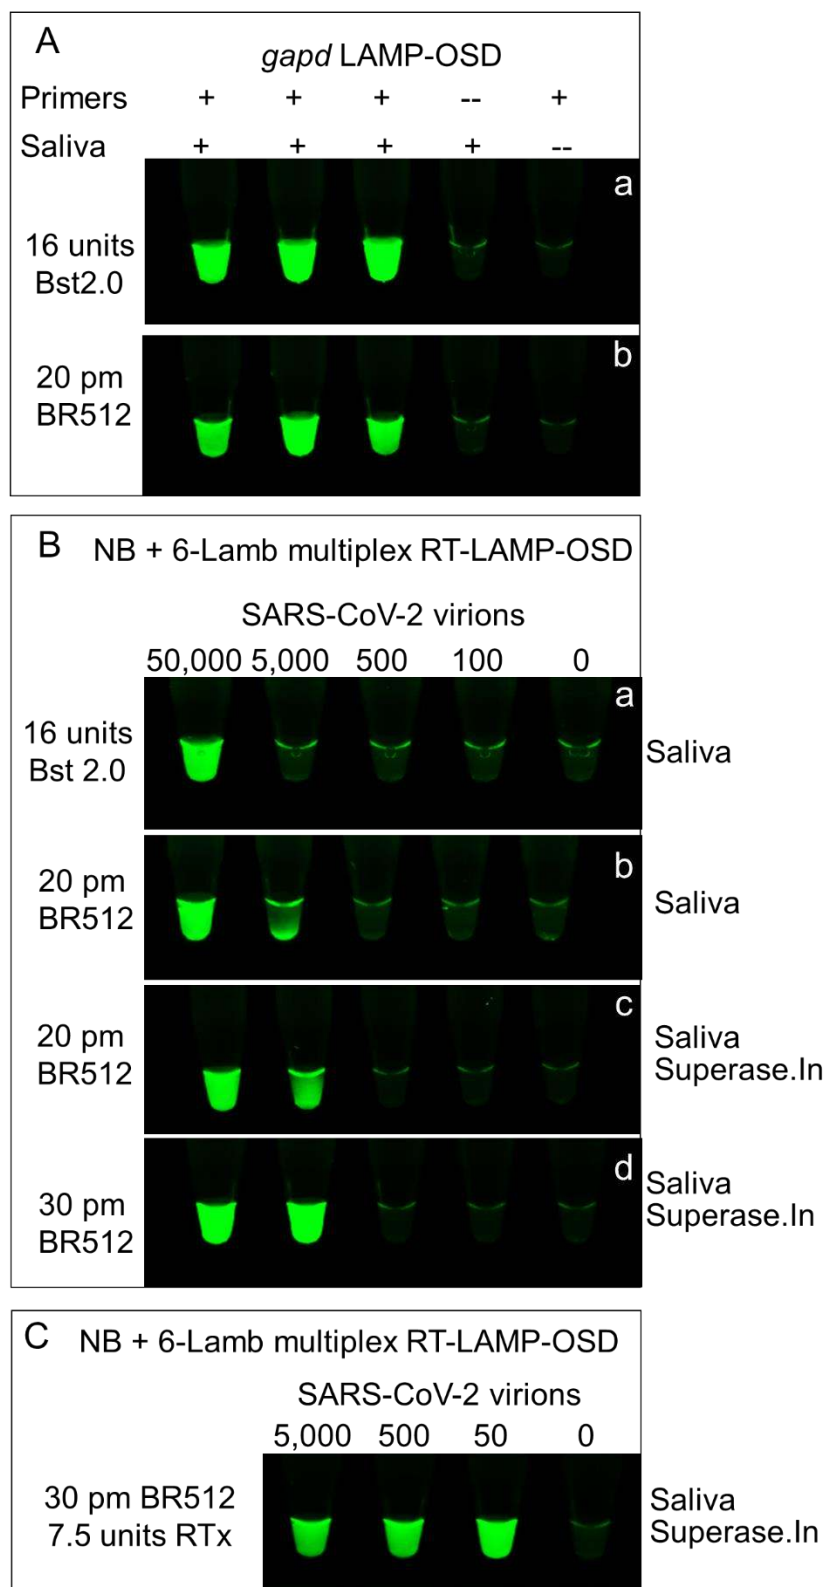 A
gapd LAMP-OSD
Primers + + + -- +
Saliva + + + + --
a
16 units
Bst2.0
b
20 pm
BR512
B NB + 6-Lamb multiplex RT-LAMP-OSD
SARS-CoV-2 virions
50,000 5,000 500 100 0
a
16 units
Bst 2.0
Saliva
b
20 pm
BR512
Saliva
c
20 pm
BR512
Saliva
Superase.In
d
30 pm
BR512
Saliva
Superase.In
C NB + 6-Lamb multiplex RT-LAMP-OSD
SARS-CoV-2 virions
5,000 500 50 0
30 pm BR512
7.5 units RTx
Saliva
Superase.In